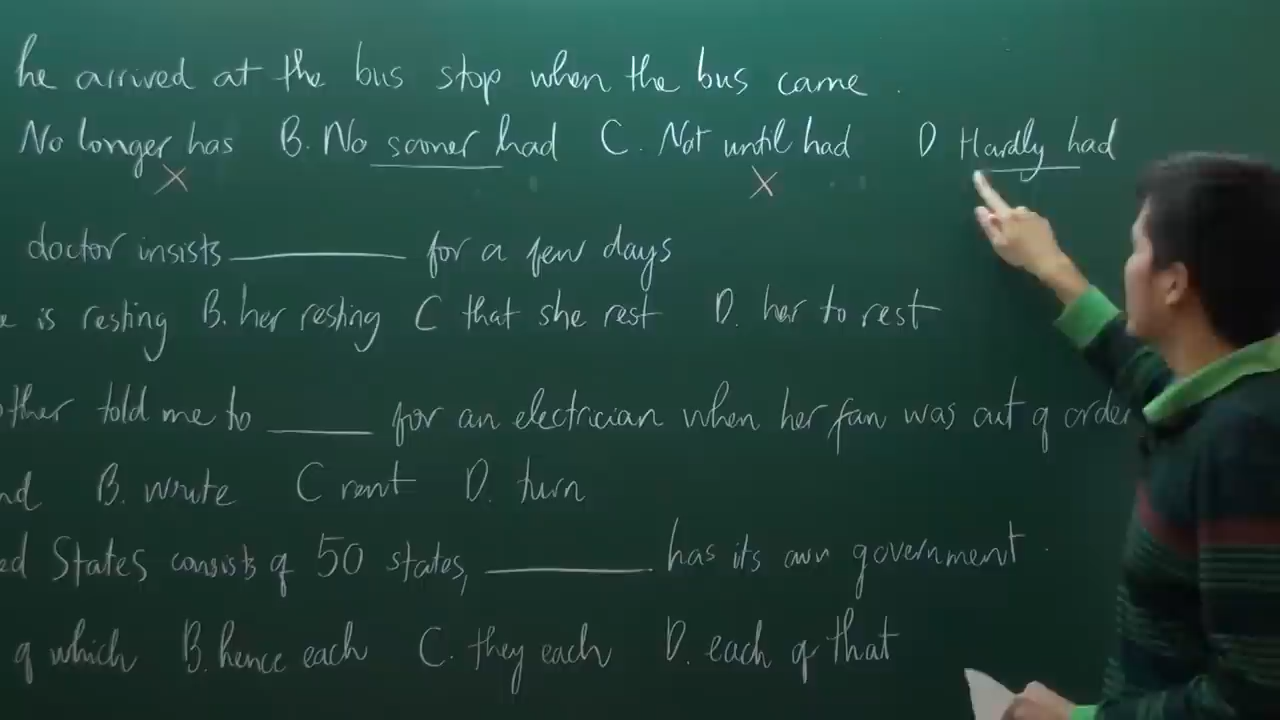 he arrived at the bus stop when the bus came.
No longer has B. No sooner had C. Not until had D Hardly had
doctor insists ________ for a few days
is resting B. her resting C that she rest D. her to rest
other told me to ____ for an electrician when her fan was out of order
nd B. write C rent D. turn
ed States consists of 50 states, ________ has its own government.
of which B. hence each C. they each D. each of that